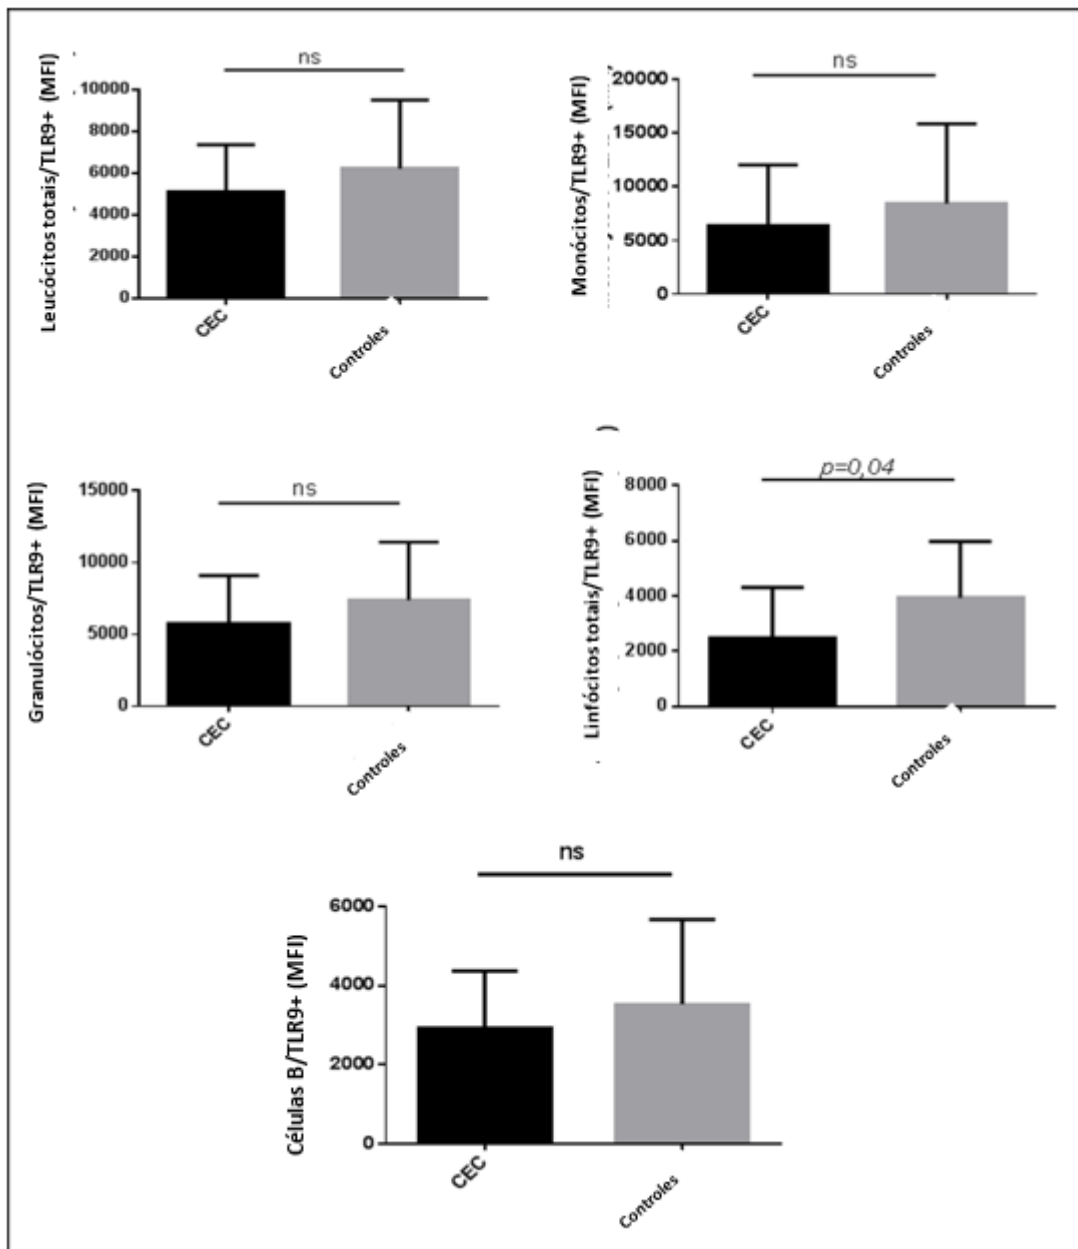 Leucócitos totais/TLR9+ (MFI)
ns
10000
8000
6000
4000
2000
0
CEC
Controles
Monócitos/TLR9+ (MFI)
ns
20000
15000
10000
5000
0
CEC
Controles
Granulócitos/TLR9+ (MFI)
ns
15000
10000
5000
0
CEC
Controles
)
Linfócitos totais/TLR9+ (MFI)
p=0,04
8000
6000
4000
2000
0
CEC
Controles
Células B/TLR9+ (MFI)
ns
6000
4000
2000
0
CEC
Controles